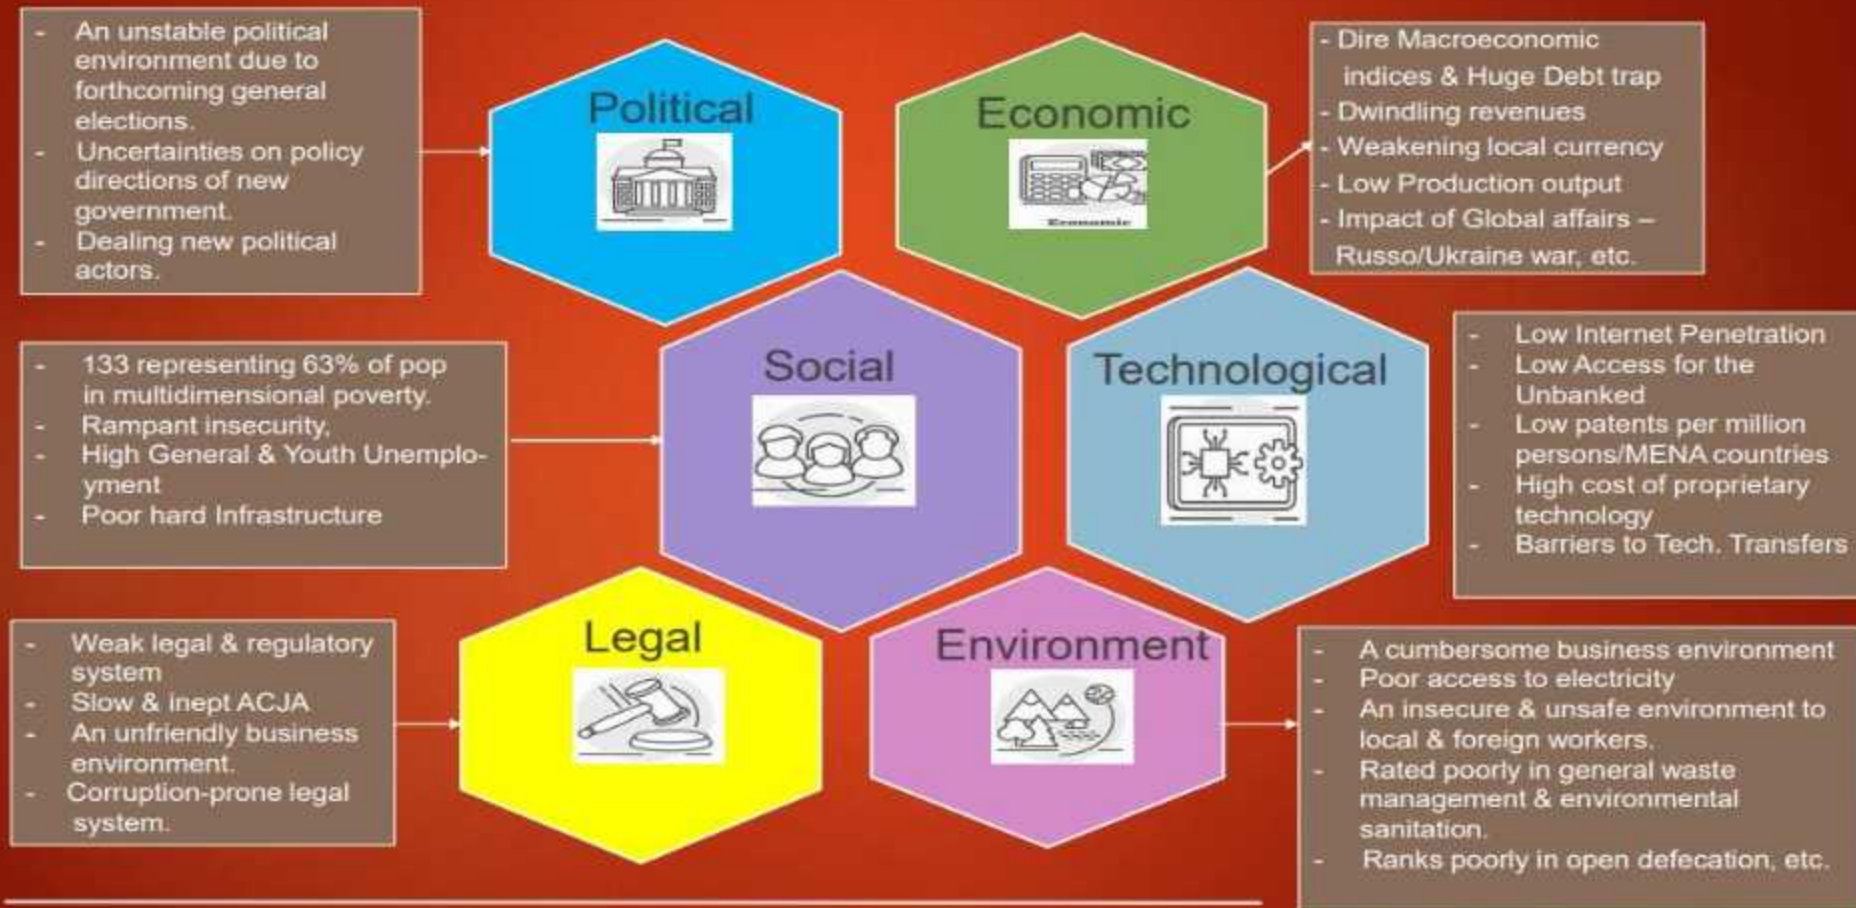 - An unstable political
environment due to
forthcoming general
elections.
- Uncertainties on policy
directions of new
government.
- Dealing new political
actors.
Political
Economic
Economic
- Dire Macroeconomic
indices & Huge Debt trap
- Dwindling revenues
- Weakening local currency
- Low Production output
- Impact of Global affairs –
Russo/Ukraine war, etc.
- 133 representing 63% of pop
in multidimensional poverty.
- Rampant insecurity,
- High General & Youth Unemplo-
yment
- Poor hard Infrastructure
Social
Technological
- Low Internet Penetration
- Low Access for the
Unbanked
- Low patents per million
persons/MENA countries
- High cost of proprietary
technology
- Barriers to Tech. Transfers
- Weak legal & regulatory
system
- Slow & inept ACJA
- An unfriendly business
environment.
- Corruption-prone legal
system.
Legal
Environment
- A cumbersome business environment
- Poor access to electricity
- An insecure & unsafe environment to
local & foreign workers.
- Rated poorly in general waste
management & environmental
sanitation.
- Ranks poorly in open defecation, etc.